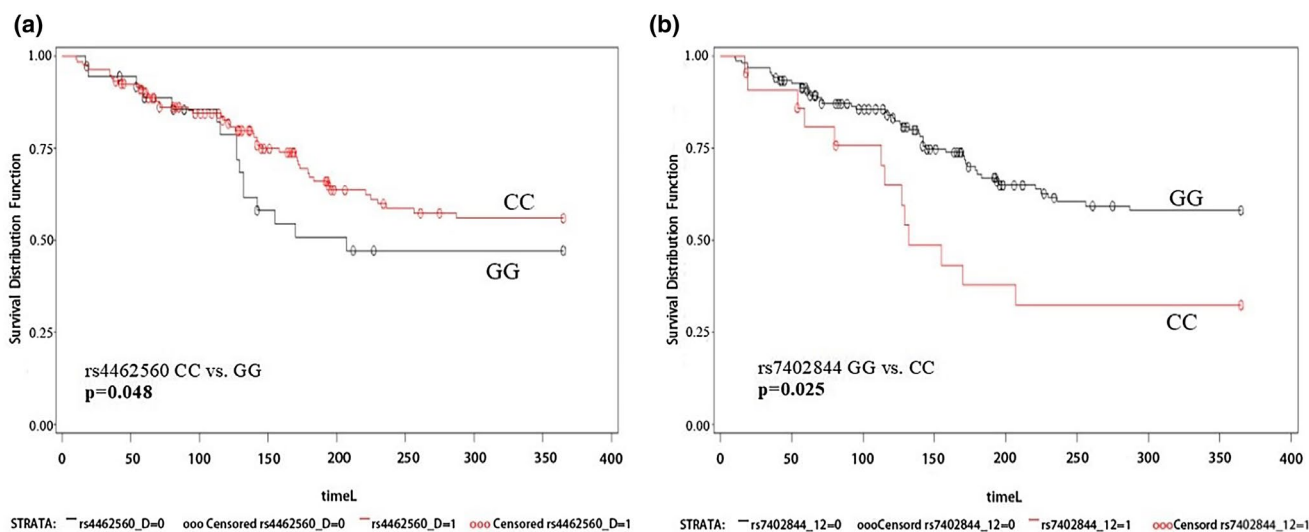 (a)
1.00
0.75
0.50
0.25
0.00
Survival Distribution Function
CC
GG
rs4462560 CC vs. GG
p=0.048
0 50 100 150 200 250 300 350 400
timeL
STRATA: rs4462560_D=0 ooo Censored rs4462560_D=0 rs4462560_D=1 ooo Censored rs4462560_D=1
(b)
1.00
0.75
0.50
0.25
0.00
Survival Distribution Function
GG
CC
rs7402844 GG vs. CC
p=0.025
0 50 100 150 200 250 300 350 400
timeL
STRATA: rs7402844_12=0 oooCensord rs7402844_12=0 rs7402844_12=1 ooo Censord rs7402844_12=1